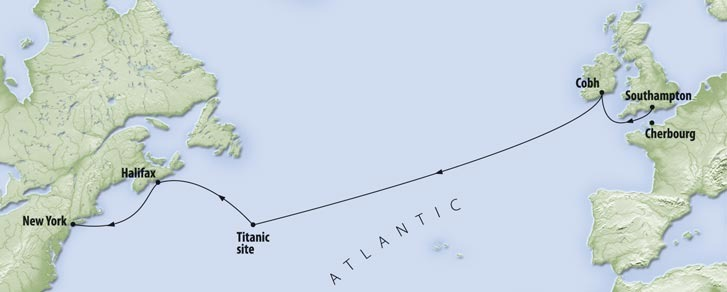 Cobh
Southampton
Cherbourg
Halifax
New York
Titanic
site
ATLANTIC